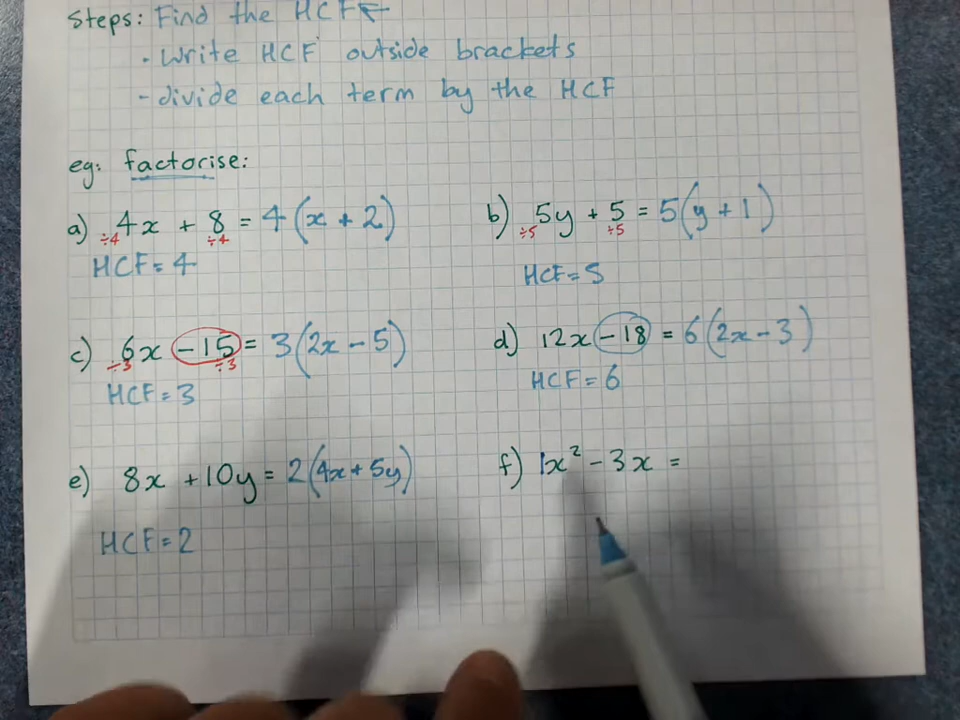 Steps: Find the HCF ←
· Write HCF outside brackets
- divide each term by the HCF
eg: factorise:
a) 4x + 8 = 4(x + 2)
÷4 ÷4
HCF = 4
b) 5y + 5 = 5(y + 1)
÷5 ÷5
HCF = 5
c) 6x - 15 = 3(2x - 5)
÷3 ÷3
HCF = 3
d) 12x - 18 = 6(2x - 3)
HCF = 6
e) 8x + 10y = 2(4x + 5y)
HCF = 2
f) 1x² - 3x =